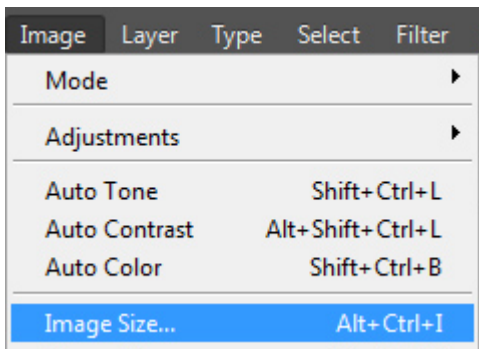 Image Layer Type Select Filter
Mode
Adjustments
Auto Tone Shift+Ctrl+L
Auto Contrast Alt+Shift+Ctrl+L
Auto Color Shift+Ctrl+B
Image Size... Alt+Ctrl+I